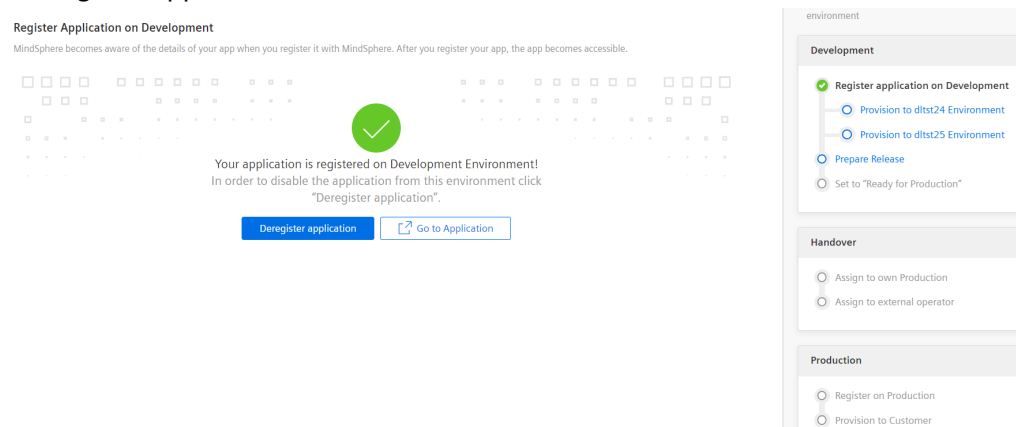 Register Application on Development
MindSphere becomes aware of the details of your app when you register it with MindSphere. After you register your app, the app becomes accessible.
Your application is registered on Development Environment!
In order to disable the application from this environment click
"Deregister application".
Deregister application
Go to Application
environment
Development
Register application on Development
Provision to dltst24 Environment
Provision to dltst25 Environment
Prepare Release
Set to "Ready for Production"
Handover
Assign to own Production
Assign to external operator
Production
Register on Production
Provision to Customer